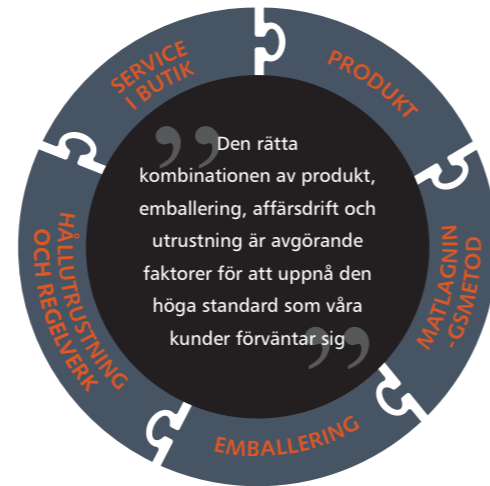 SERVICE
I BUTIK
PRODUKT
MATLAGNIN
-GSMETOD
EMBALLERING
HÅLLUTRUSTNING
OCH REGELVERK
”
Den rätta
kombinationen av produkt,
emballering, affärsdrift och
utrustning är avgörande
faktorer för att uppnå den
höga standard som våra
kunder förväntar sig
”